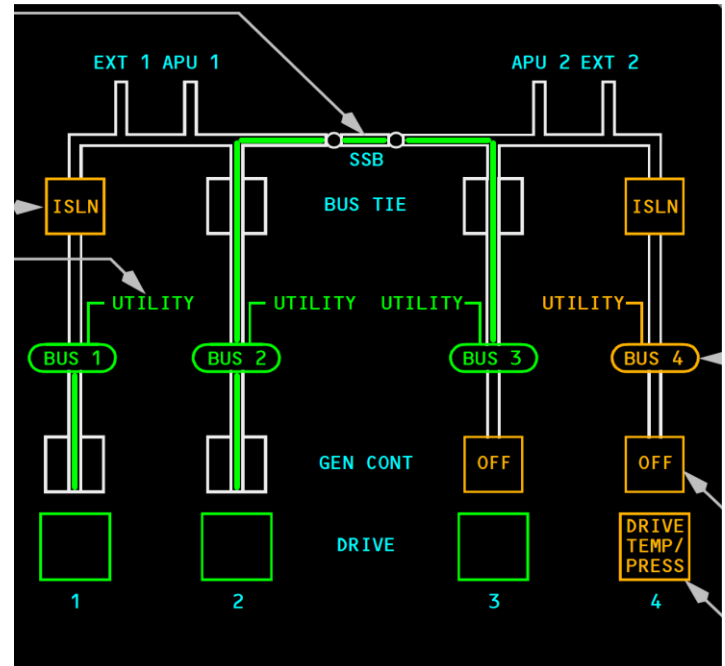 EXT 1 APU 1 APU 2 EXT 2
SSB
ISLN BUS TIE ISLN
UTILITY UTILITY UTILITY UTILITY
BUS 1 BUS 2 BUS 3 BUS 4
GEN CONT OFF OFF
DRIVE DRIVE
TEMP/
PRESS
1 2 3 4